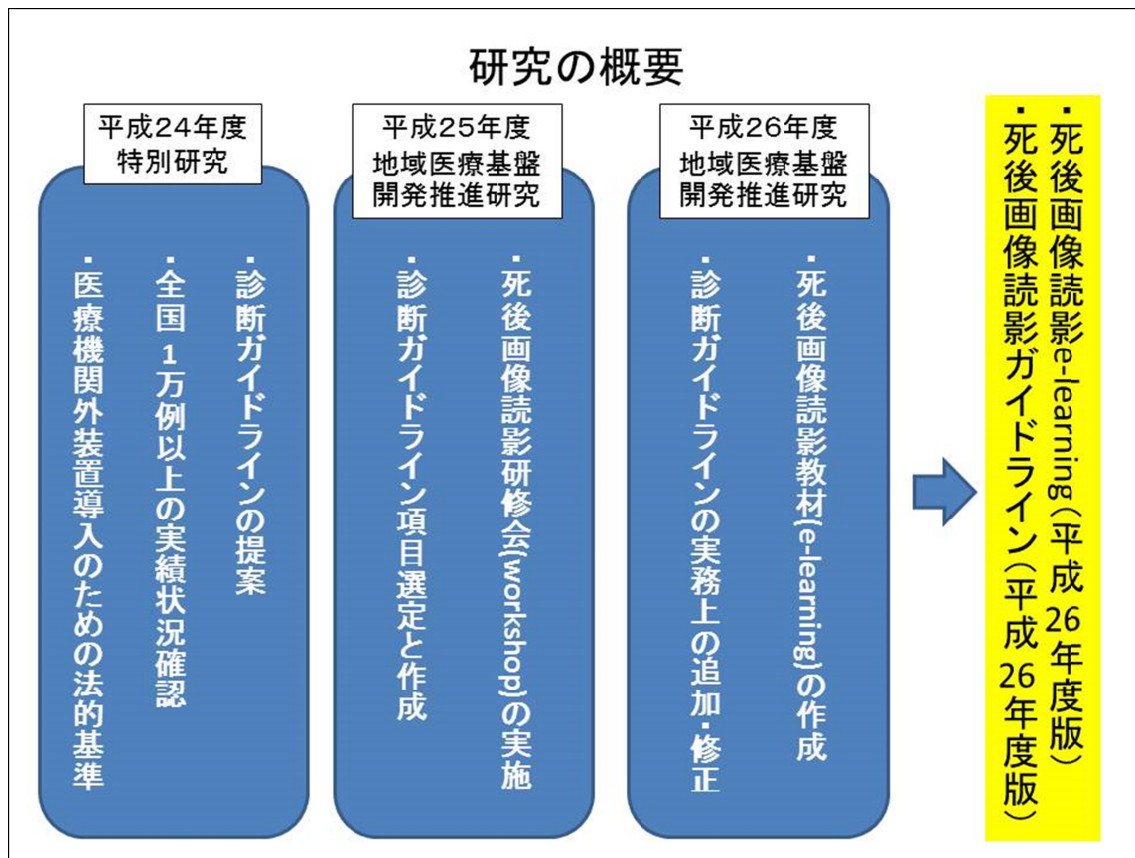 研究の概要
平成24年度
特別研究
・診断ガイドラインの提案
・全国1万例以上の実績状況確認
・医療機関外装置導入のための法的基準
平成25年度
地域医療基盤
開発推進研究
・死後画像読影研修会(workshop)の実施
・診断ガイドライン項目選定と作成
平成26年度
地域医療基盤
開発推進研究
・死後画像読影教材(e-learning)の作成
・診断ガイドラインの実務上の追加・修正
・死後画像読影e-learning(平成26年度版)
・死後画像読影ガイドライン(平成26年度版)